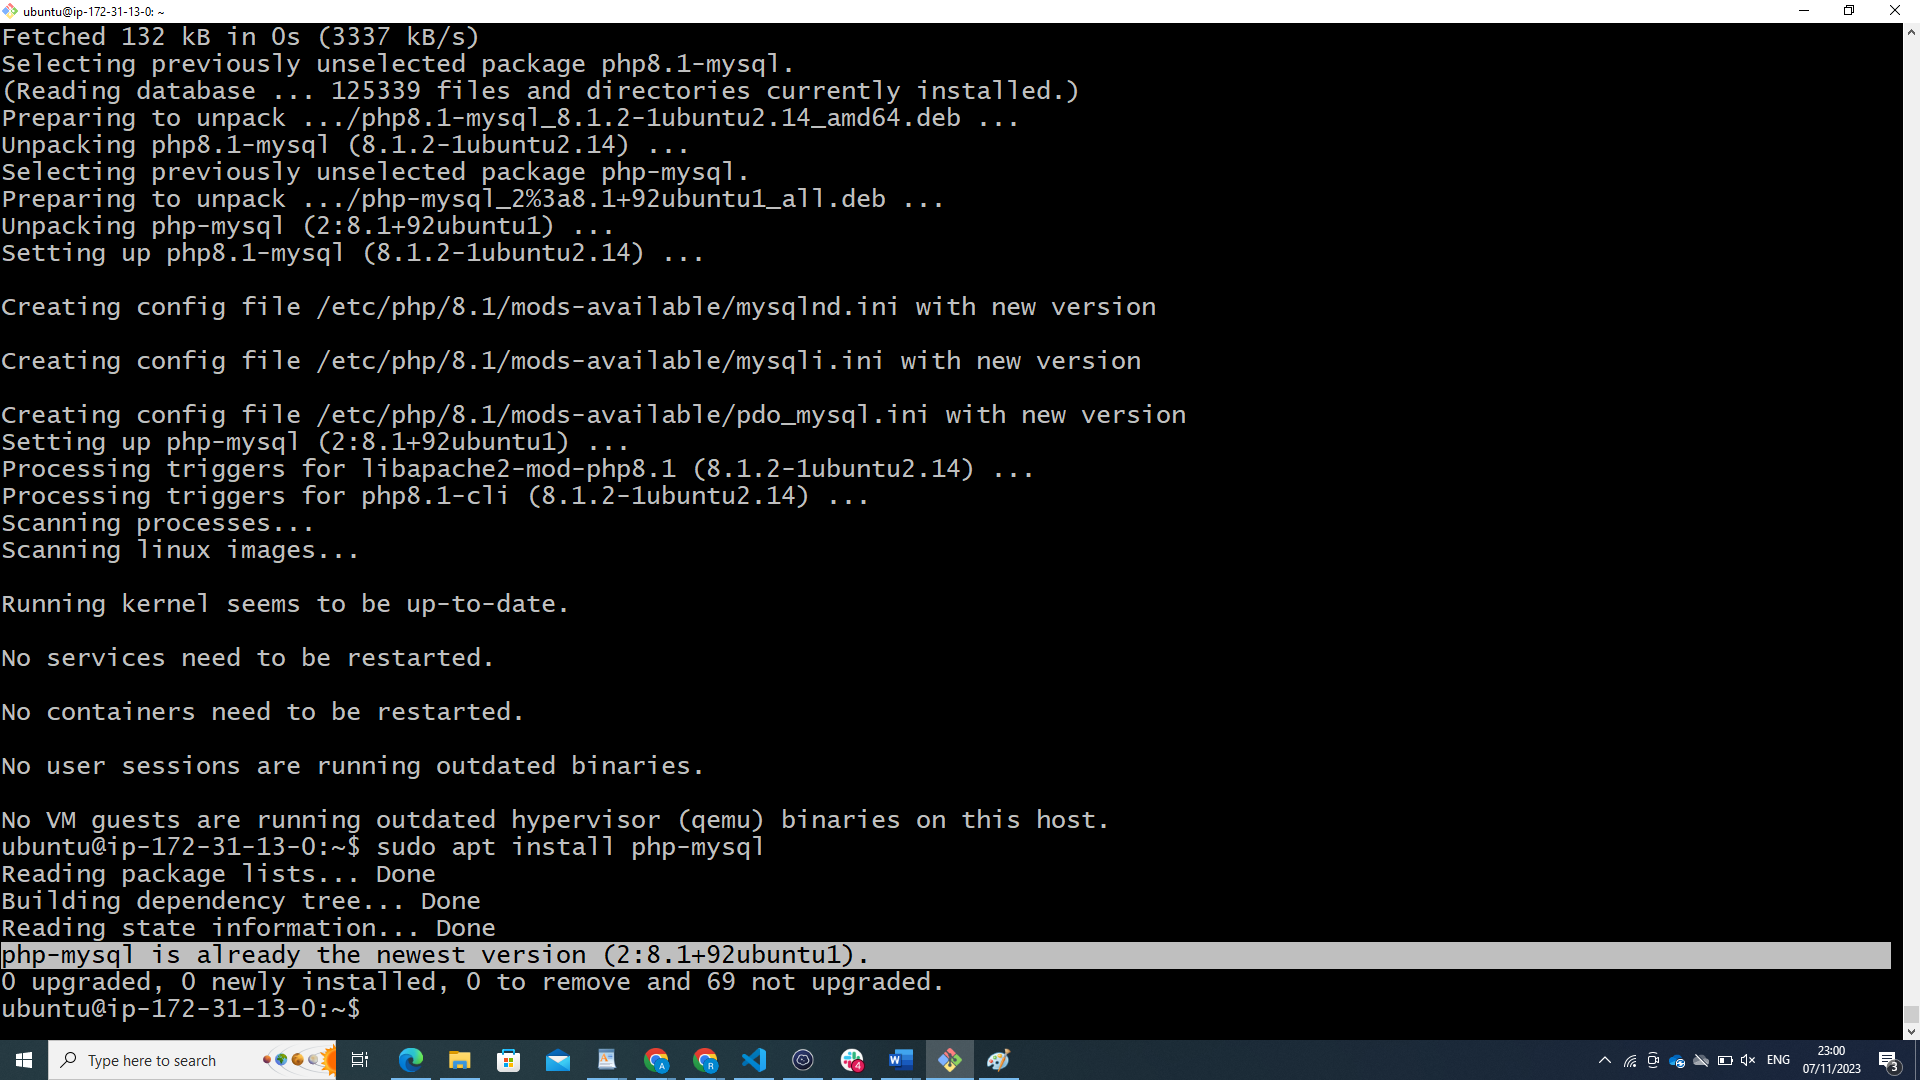 ubuntu@ip-172-31-13-0: ~
Fetched 132 kB in 0s (3337 kB/s)
Selecting previously unselected package php8.1-mysql.
(Reading database ... 125339 files and directories currently installed.)
Preparing to unpack .../php8.1-mysql_8.1.2-1ubuntu2.14_amd64.deb ...
Unpacking php8.1-mysql (8.1.2-1ubuntu2.14) ...
Selecting previously unselected package php-mysql.
Preparing to unpack .../php-mysql_2%3a8.1+92ubuntu1_all.deb ...
Unpacking php-mysql (2:8.1+92ubuntu1) ...
Setting up php8.1-mysql (8.1.2-1ubuntu2.14) ...
Creating config file /etc/php/8.1/mods-available/mysqlnd.ini with new version
Creating config file /etc/php/8.1/mods-available/mysqli.ini with new version
Creating config file /etc/php/8.1/mods-available/pdo_mysql.ini with new version
Setting up php-mysql (2:8.1+92ubuntu1) ...
Processing triggers for libapache2-mod-php8.1 (8.1.2-1ubuntu2.14) ...
Processing triggers for php8.1-cli (8.1.2-1ubuntu2.14) ...
Scanning processes...
Scanning linux images...
Running kernel seems to be up-to-date.
No services need to be restarted.
No containers need to be restarted.
No user sessions are running outdated binaries.
No VM guests are running outdated hypervisor (qemu) binaries on this host.
ubuntu@ip-172-31-13-0:~$ sudo apt install php-mysql
Reading package lists... Done
Building dependency tree... Done
Reading state information... Done
php-mysql is already the newest version (2:8.1+92ubuntu1).
0 upgraded, 0 newly installed, 0 to remove and 69 not upgraded.
ubuntu@ip-172-31-13-0:~$
Type here to search
A
R
4
W
ENG
23:00
07/11/2023
3